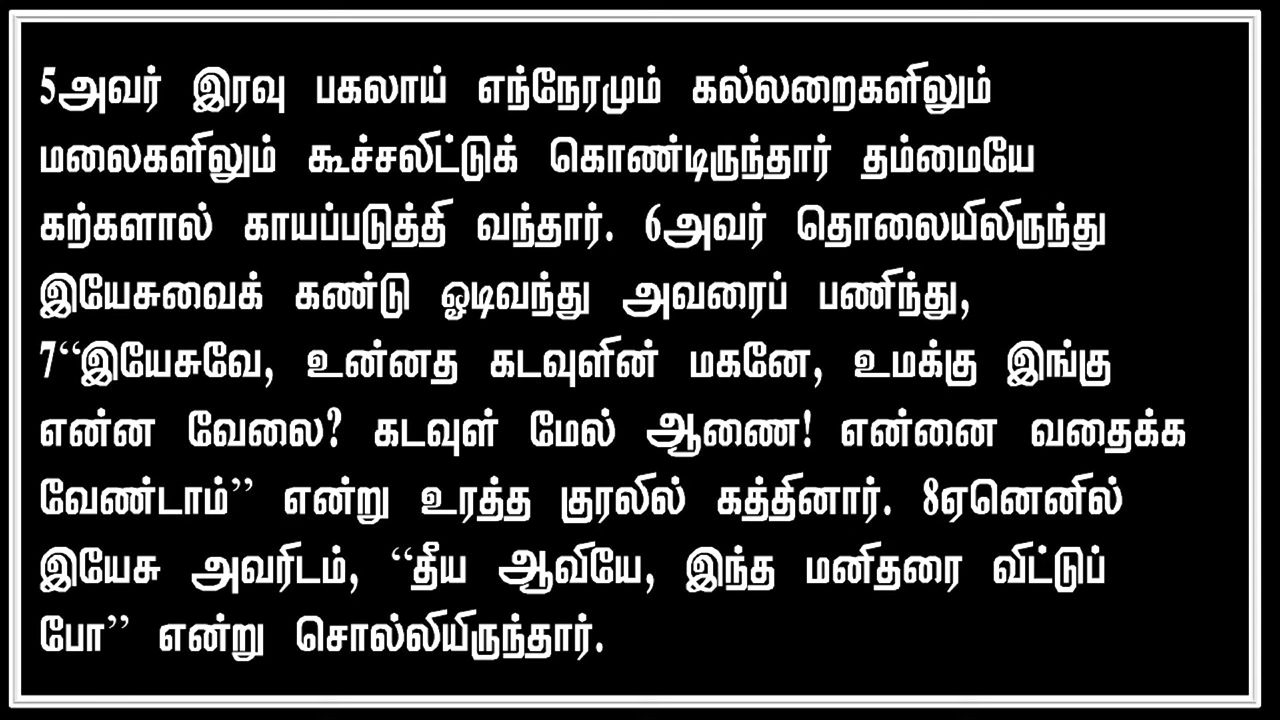 5அவர் இரவு பகலாய் எந்நேரமும் கல்லறைகளிலும்
மலைகளிலும் கூச்சலிட்டுக் கொண்டிருந்தார் தம்மையே
கற்களால் காயப்படுத்தி வந்தார். 6அவர் தொலையிலிருந்து
இயேசுவைக் கண்டு ஓடிவந்து அவரைப் பணிந்து,
7“இயேசுவே, உன்னத கடவுளின் மகனே, உமக்கு இங்கு
என்ன வேலை? கடவுள் மேல் ஆணை! என்னை வதைக்க
வேண்டாம்” என்று உரத்த குரலில் கத்தினார். 8ஏனெனில்
இயேசு அவரிடம், “தீய ஆவியே, இந்த மனிதரை விட்டுப்
போ” என்று சொல்லியிருந்தார்.